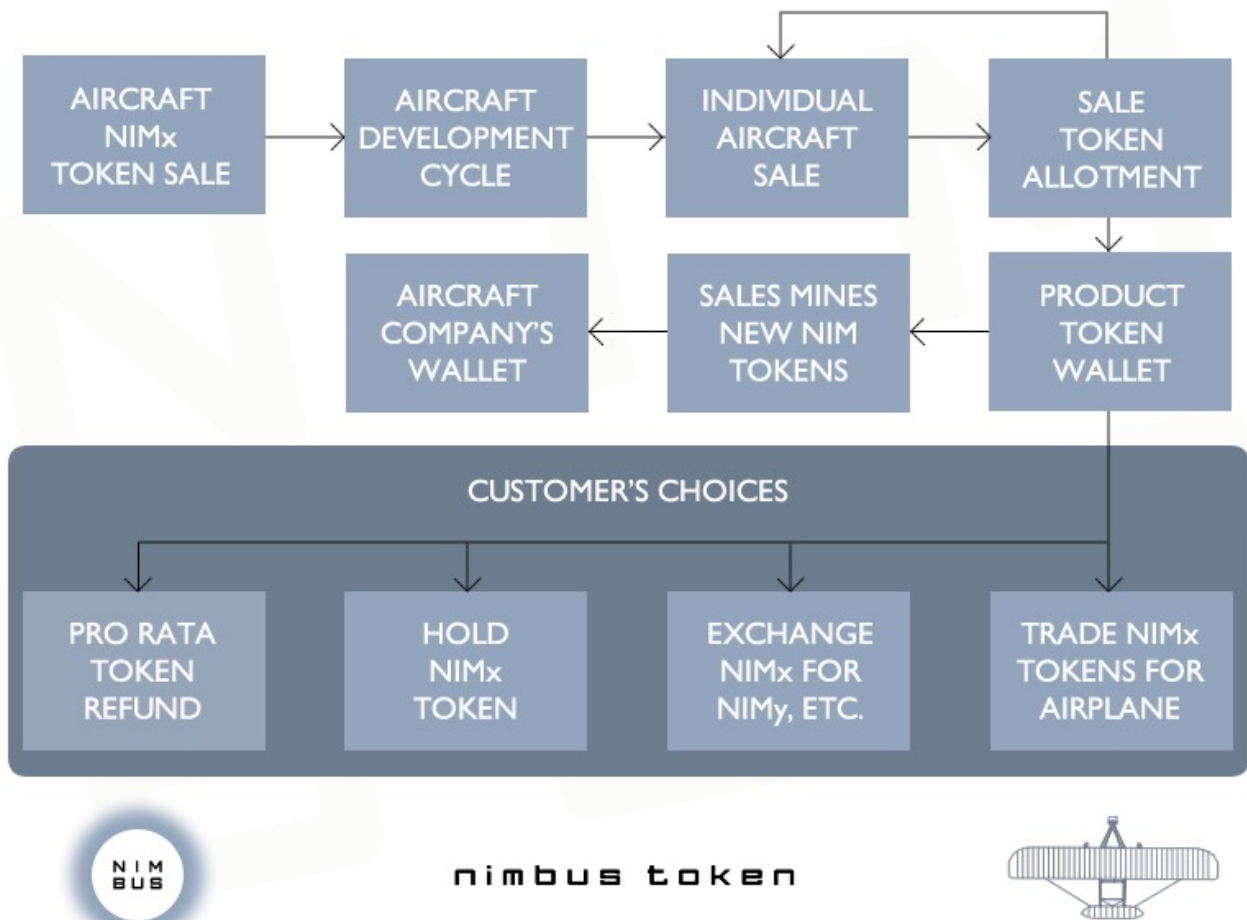 AIRCRAFT
NIMx
TOKEN SALE
AIRCRAFT
DEVELOPMENT
CYCLE
INDIVIDUAL
AIRCRAFT
SALE
SALE
TOKEN
ALLOTMENT
AIRCRAFT
COMPANY'S
WALLET
SALES MINES
NEW NIM
TOKENS
PRODUCT
TOKEN
WALLET
CUSTOMER'S CHOICES
PRO RATA
TOKEN
REFUND
HOLD
NIMx
TOKEN
EXCHANGE
NIMx FOR
NIMy, ETC.
TRADE NIMx
TOKENS FOR
AIRPLANE
NIM
BUS
nimbus token